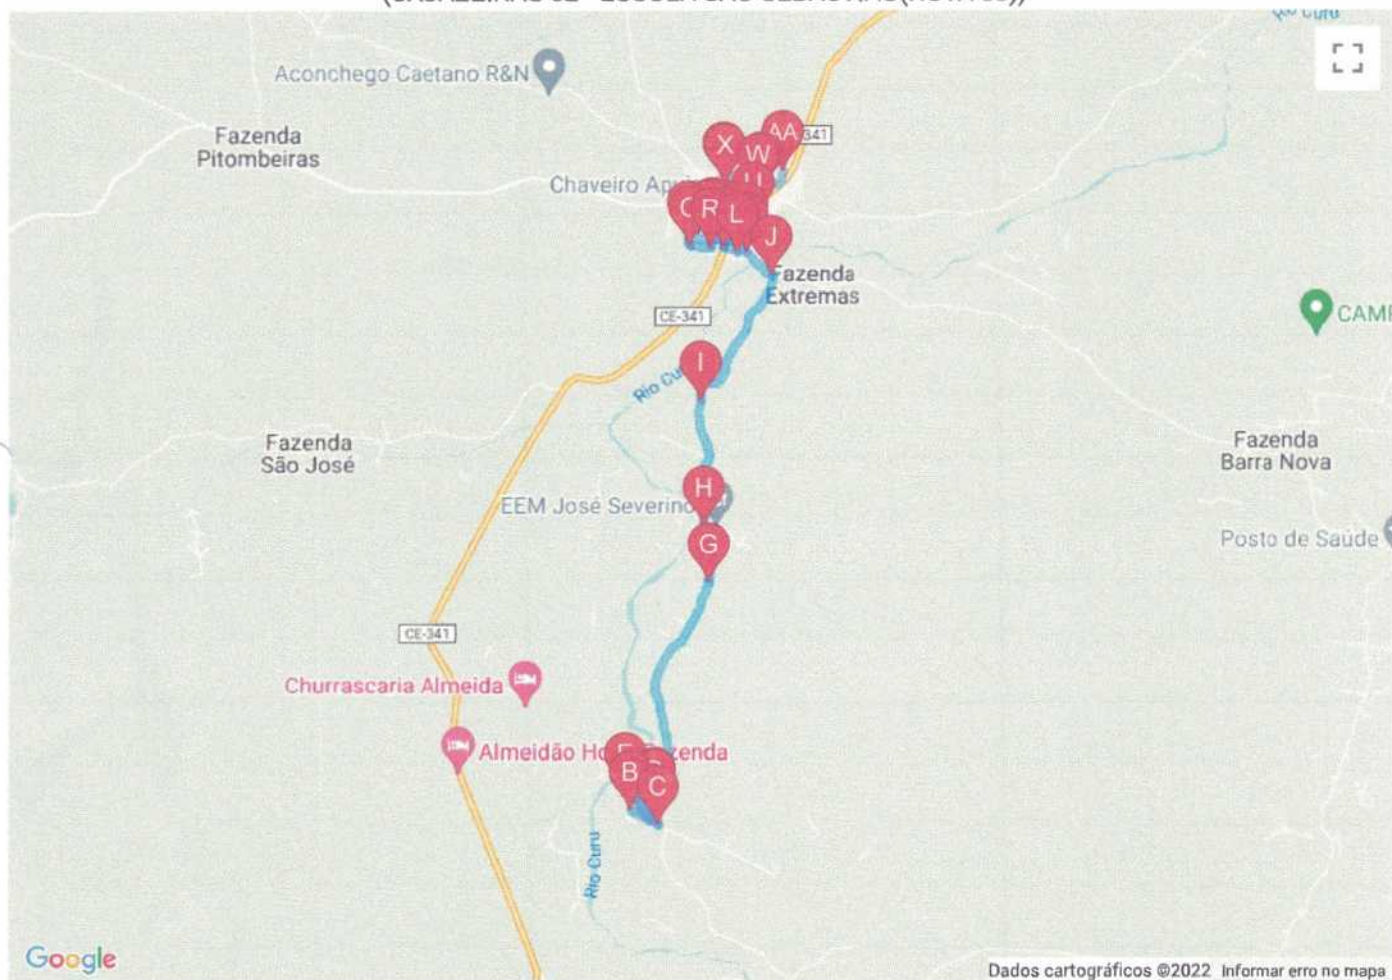 Rio Curu
Aconchego Caetano R&N
Fazenda
Pitombeiras
AA
341
X
W
U
Chaveiro
R
L
J
Fazenda
Extremas
CE-341
CAMP
I
Rio Cu
Fazenda
São José
Fazenda
Barra Nova
H
EEM José Severino
G
Posto de Saúde
CE-341
Churrascaria Almeida
Almeidão Ho
zenda
B
C
Rio Curu
Google
Dados cartográficos ©2022
Informar erro no mapa